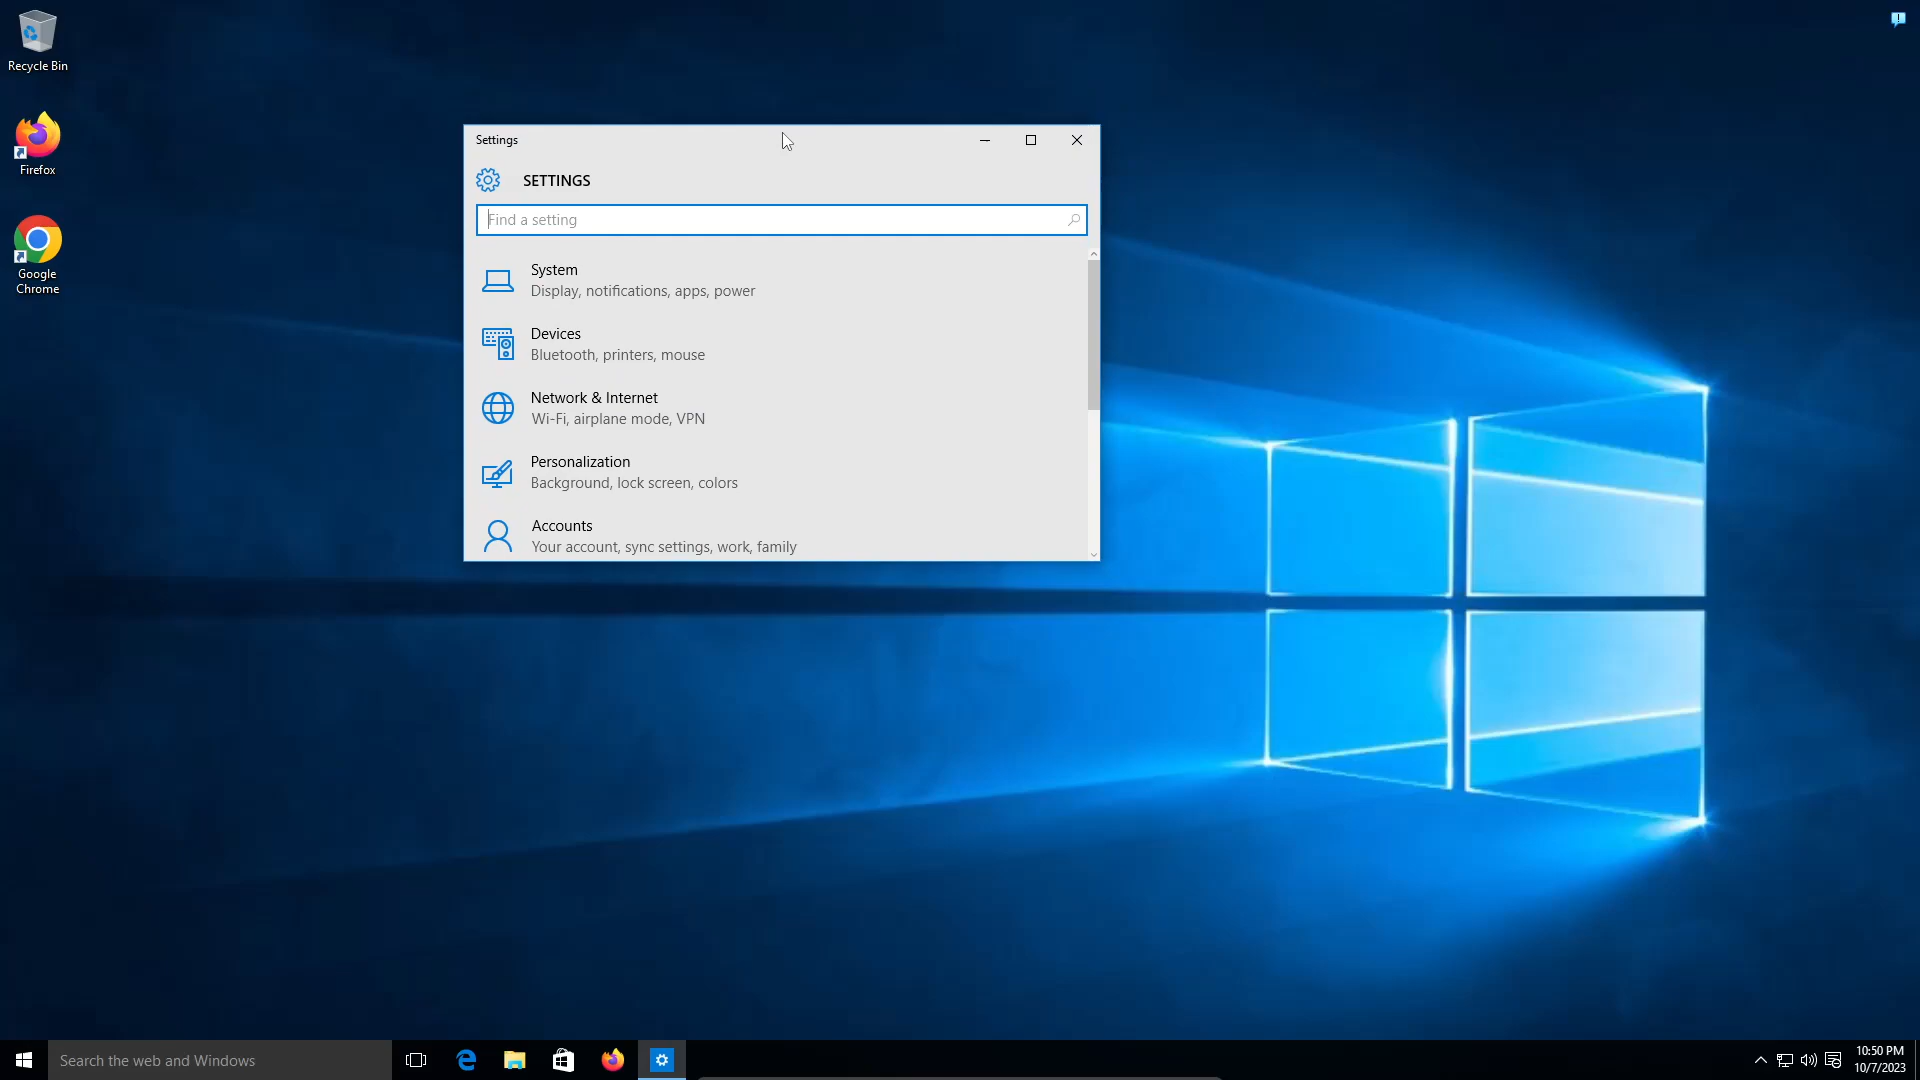 Recycle Bin
Firefox
Google
Chrome
Settings
SETTINGS
Find a setting
System
Display, notifications, apps, power
Devices
Bluetooth, printers, mouse
Network & Internet
Wi-Fi, airplane mode, VPN
Personalization
Background, lock screen, colors
Accounts
Your account, sync settings, work, family
Search the web and Windows
10:50 PM
10/7/2023